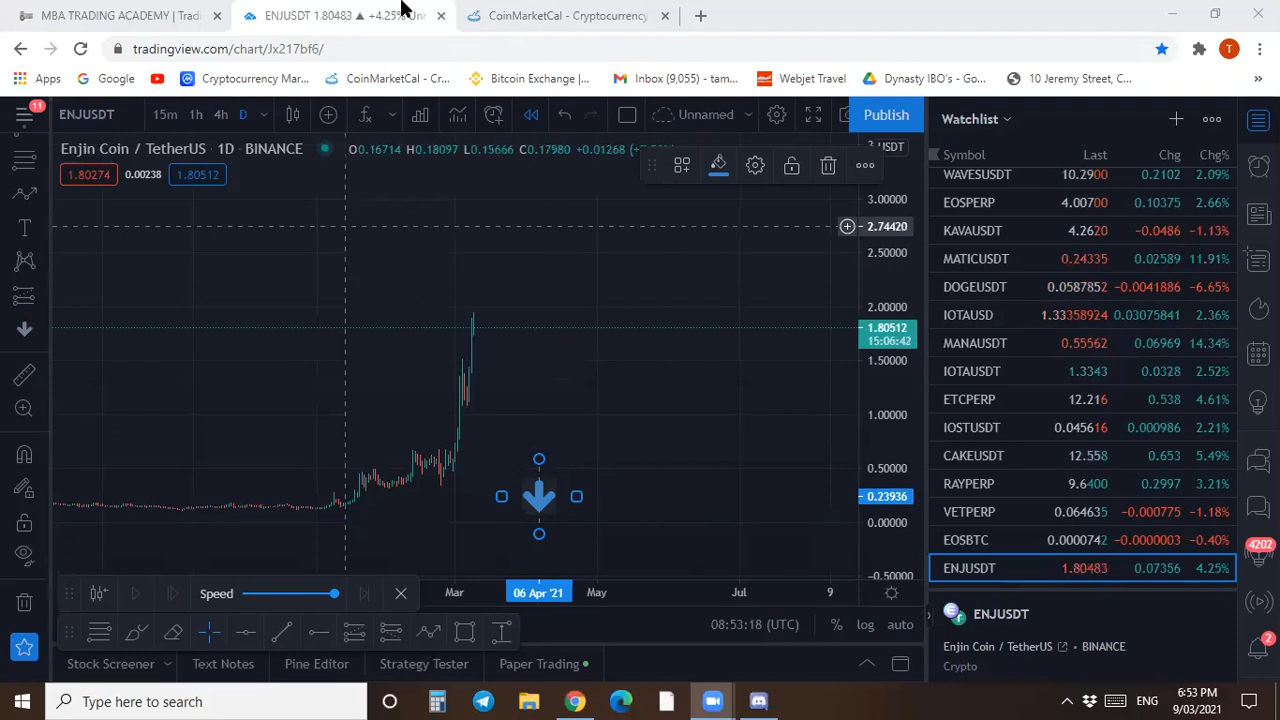 MBA TRADING ACADEMY | Tradi
ENJUSDT 1.80483 ▲ +4.25% Unn
CoinMarketCal - Cryptocurrency
tradingview.com/chart/Jx217bf6/
T
Apps
Google
Cryptocurrency Mar...
CoinMarketCal - Cr...
Bitcoin Exchange |...
Inbox (9,055) - tam...
Webjet Travel
Dynasty IBO's - Go...
10 Jeremy Street, C...
»
11
ENJUSDT
15m
1h
4h
D
Unnamed
Publish
Watchlist
Enjin Coin / TetherUS · 1D · BINANCE
O0.16714 H0.18097 L0.15666 C0.17980 +0.01268
USDT
1.80274
0.00238
1.80512
Symbol Last Chg Chg%
WAVESUSDT 10.2900 0.2102 2.09%
EOSPERP 4.00700 0.10375 2.66%
KAVAUSDT 4.2620 −0.0486 −1.13%
MATICUSDT 0.24335 0.02589 11.91%
DOGEUSDT 0.0587852 −0.0041886 −6.65%
IOTAUSD 1.33358924 0.03075841 2.36%
MANAUSDT 0.55562 0.06969 14.34%
IOTAUSDT 1.3343 0.0328 2.52%
ETCPERP 12.216 0.538 4.61%
IOSTUSDT 0.045616 0.000986 2.21%
CAKEUSDT 12.558 0.653 5.49%
RAYPERP 9.6400 0.2997 3.21%
VETPERP 0.064635 −0.000775 −1.18%
EOSBTC 0.0000742 −0.0000003 −0.40%
ENJUSDT 1.80483 0.07356 4.25%
3.00000
2.74420
2.50000
2.00000
1.80512
15:06:42
1.50000
1.00000
0.50000
0.23936
0.00000
−0.50000
4202
2
Speed
Mar
06 Apr '21
May
Jul
9
08:53:18 (UTC)
%
log
auto
ENJUSDT
Enjin Coin / TetherUS · BINANCE
Crypto
Stock Screener
Text Notes
Pine Editor
Strategy Tester
Paper Trading
Type here to search
ENG
6:53 PM
9/03/2021